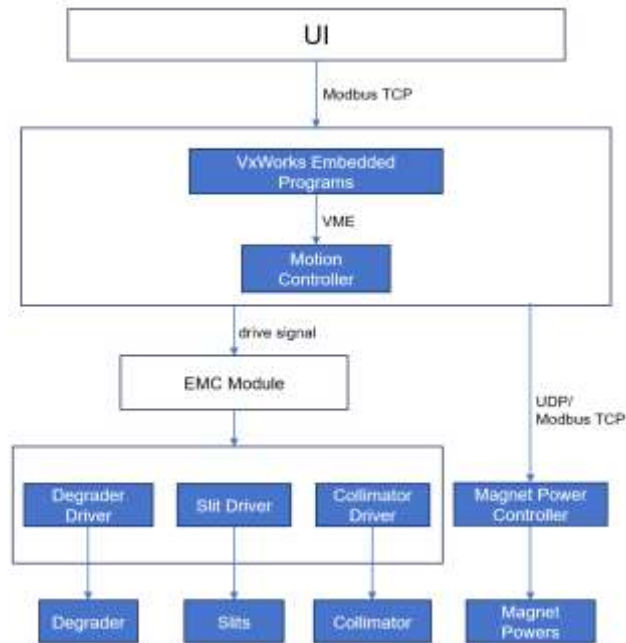 UI
Modbus TCP
VxWorks Embedded
Programs
VME
Motion
Controller
drive signal
EMC Module
UDP/
Modbus TCP
Degrader
Driver
Slit Driver
Collimator
Driver
Magnet Power
Controller
Degrader
Slits
Collimator
Magnet
Powers